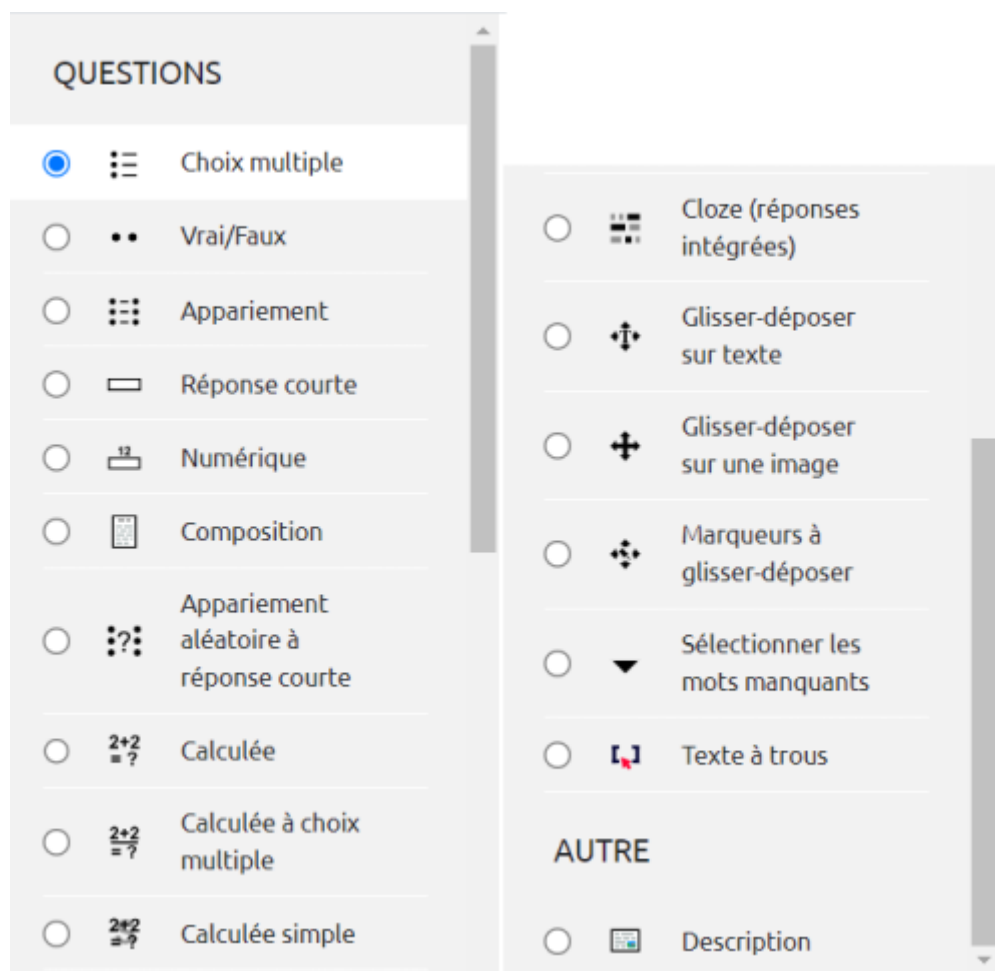 QUESTIONS
Choix multiple
Vrai/Faux
Appariement
Réponse courte
12
Numérique
Composition
Appariement
aléatoire à
réponse courte
?
2+2
= ?
Calculée
2+2
= ?
Calculée à choix
multiple
2+2
= ?
Calculée simple
Cloze (réponses
intégrées)
Glisser-déposer
sur texte
Glisser-déposer
sur une image
Marqueurs à
glisser-déposer
Sélectionner les
mots manquants
[ ]
Texte à trous
AUTRE
Description